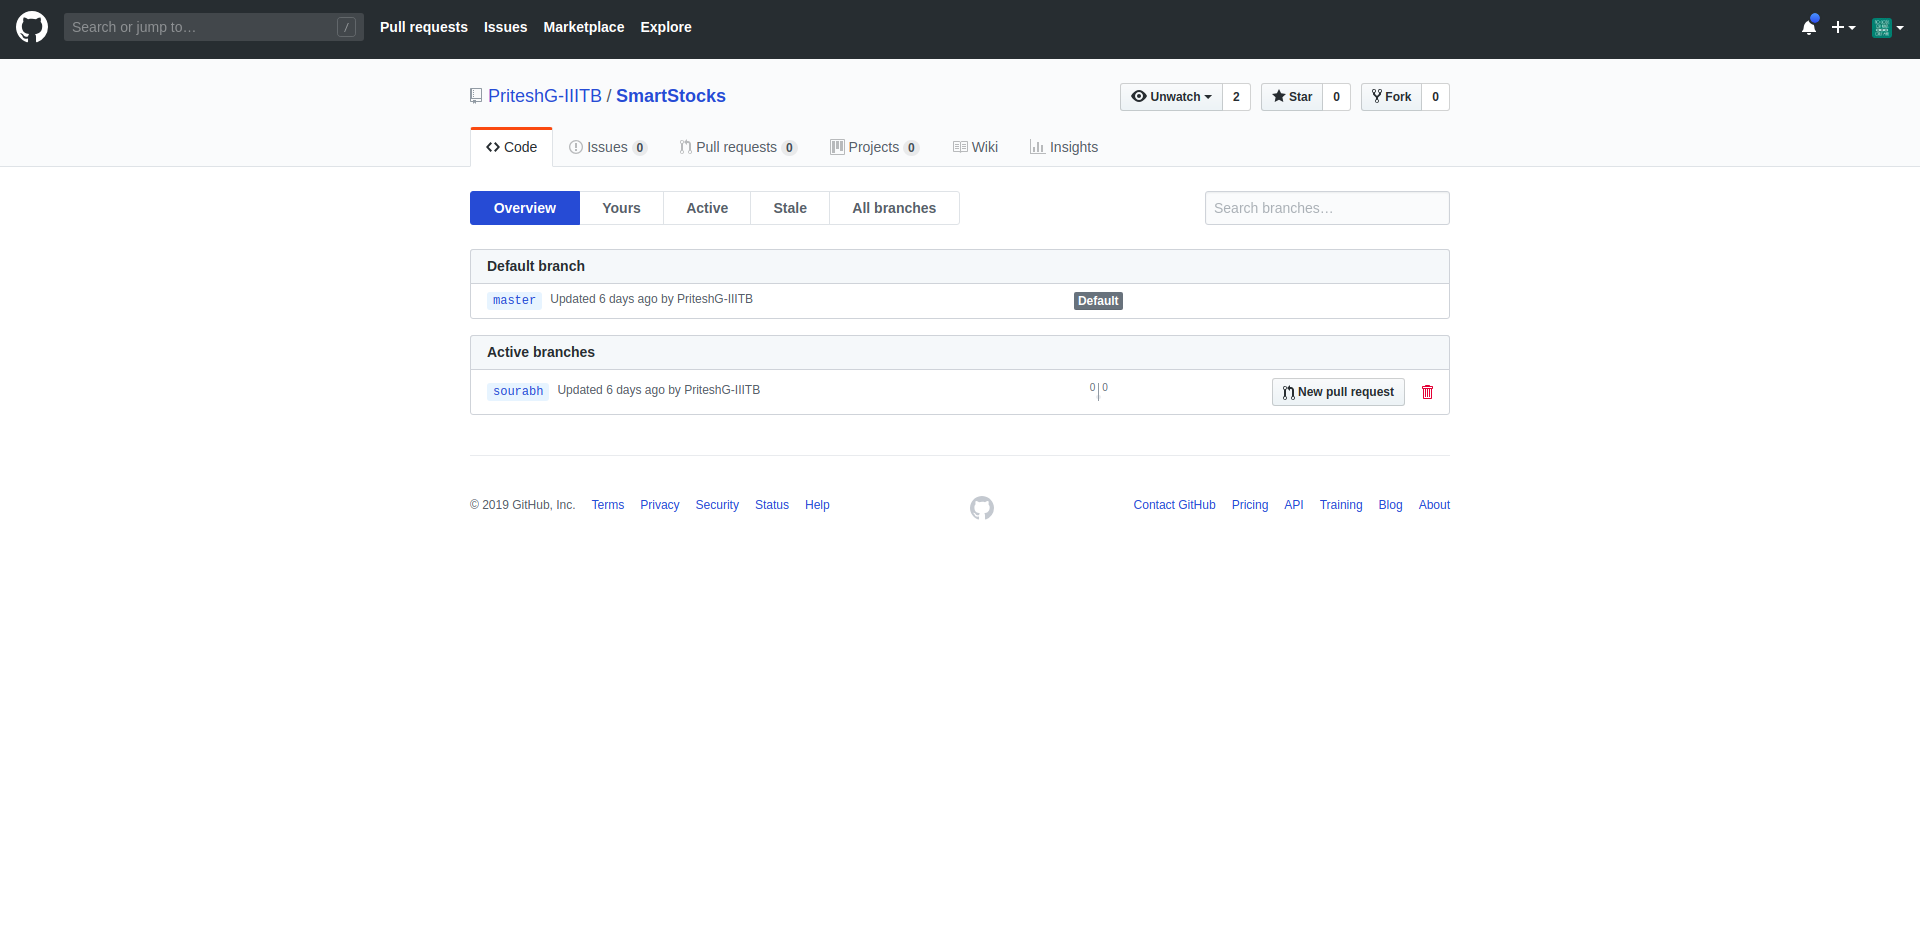 Search or jump to… / Pull requests Issues Marketplace Explore
PriteshG-IIITB / SmartStocks Unwatch 2 Star 0 Fork 0
Code Issues 0 Pull requests 0 Projects 0 Wiki Insights
Overview Yours Active Stale All branches Search branches…
Default branch
master Updated 6 days ago by PriteshG-IIITB Default
Active branches
sourabh Updated 6 days ago by PriteshG-IIITB 0 | 0 New pull request
© 2019 GitHub, Inc. Terms Privacy Security Status Help Contact GitHub Pricing API Training Blog About